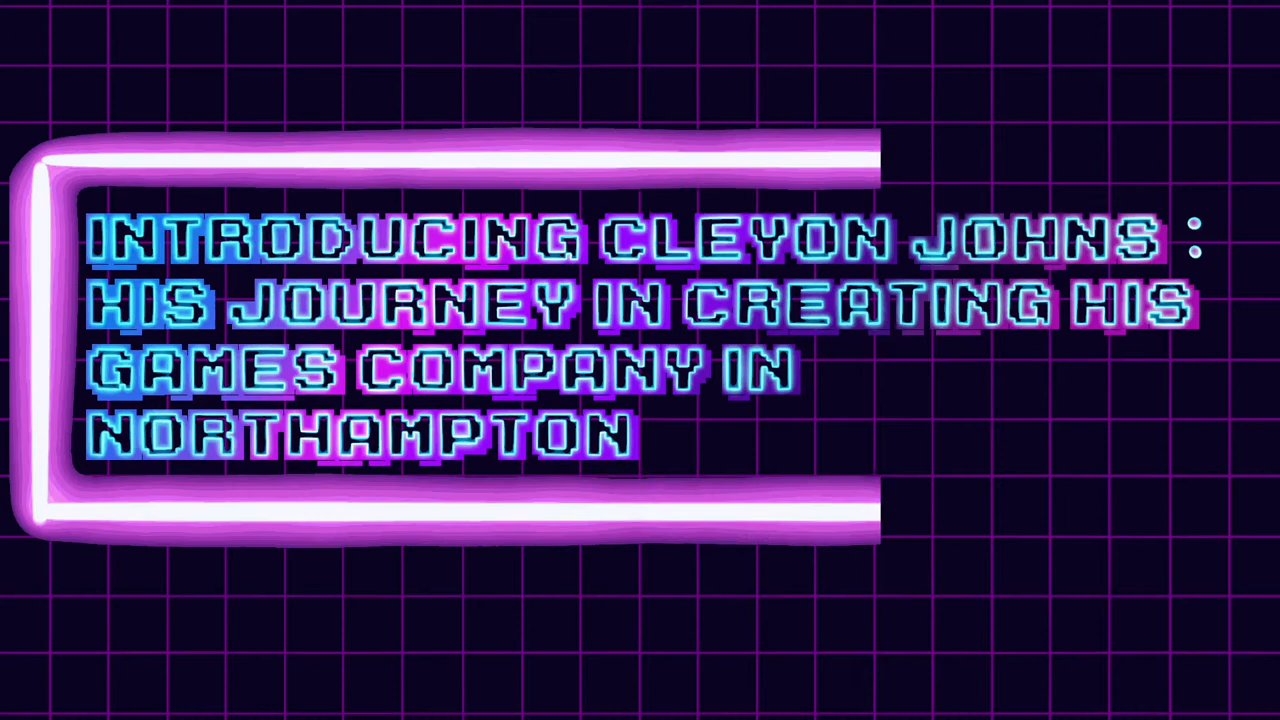 INTRODUCING CLEYON JOHNS :
HIS JOURNEY IN CREATING HIS
GAMES COMPANY IN
NORTHAMPTON